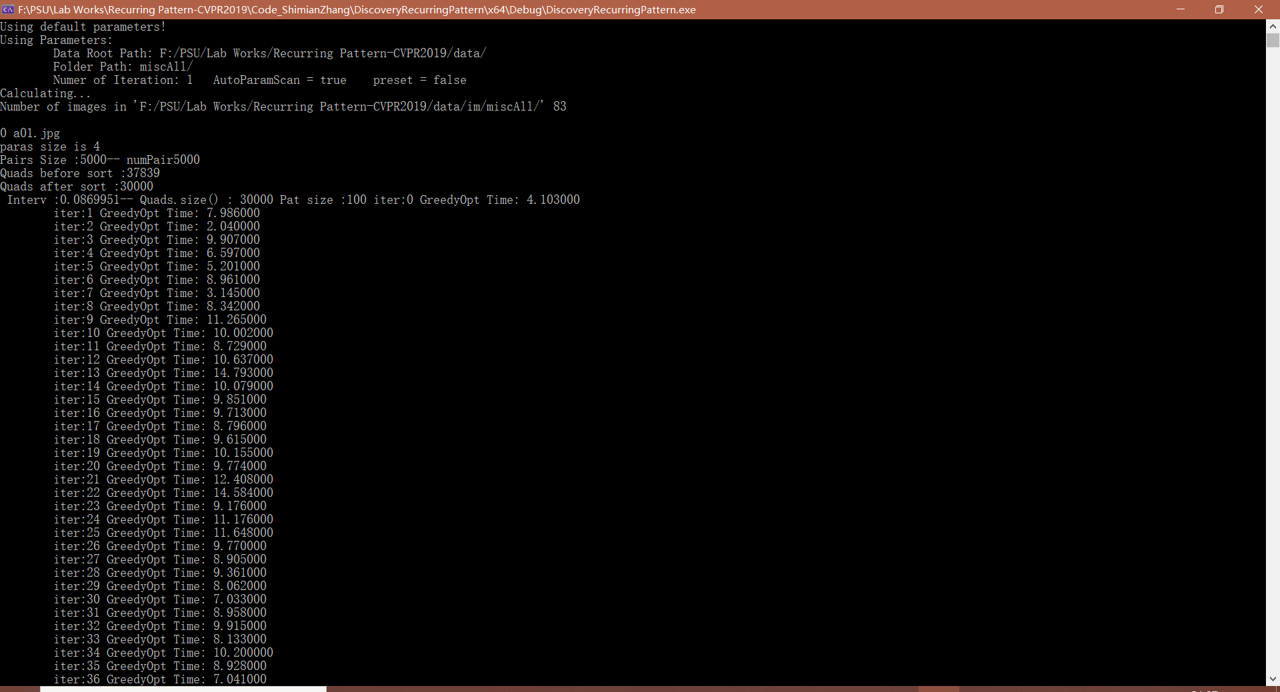 F:\PSU\Lab Works\Recurring Pattern-CVPR2019\Code_ShimianZhang\DiscoveryRecurringPattern\x64\Debug\DiscoveryRecurringPattern.exe
Using default parameters!
Using Parameters:
Data Root Path: F:/PSU/Lab Works/Recurring Pattern-CVPR2019/data/
Folder Path: miscAll/
Numer of Iteration: 1 AutoParamScan = true preset = false
Calculating...
Number of images in 'F:/PSU/Lab Works/Recurring Pattern-CVPR2019/data/im/miscAll/' 83
0 a01.jpg
paras size is 4
Pairs Size :5000-- numPair5000
Quads before sort :37839
Quads after sort :30000
Interv :0.0869951-- Quads.size() : 30000 Pat size :100 iter:0 GreedyOpt Time: 4.103000
iter:1 GreedyOpt Time: 7.986000
iter:2 GreedyOpt Time: 2.040000
iter:3 GreedyOpt Time: 9.907000
iter:4 GreedyOpt Time: 6.597000
iter:5 GreedyOpt Time: 5.201000
iter:6 GreedyOpt Time: 8.961000
iter:7 GreedyOpt Time: 3.145000
iter:8 GreedyOpt Time: 8.342000
iter:9 GreedyOpt Time: 11.265000
iter:10 GreedyOpt Time: 10.002000
iter:11 GreedyOpt Time: 8.729000
iter:12 GreedyOpt Time: 10.637000
iter:13 GreedyOpt Time: 14.793000
iter:14 GreedyOpt Time: 10.079000
iter:15 GreedyOpt Time: 9.851000
iter:16 GreedyOpt Time: 9.713000
iter:17 GreedyOpt Time: 8.796000
iter:18 GreedyOpt Time: 9.615000
iter:19 GreedyOpt Time: 10.155000
iter:20 GreedyOpt Time: 9.774000
iter:21 GreedyOpt Time: 12.408000
iter:22 GreedyOpt Time: 14.584000
iter:23 GreedyOpt Time: 9.176000
iter:24 GreedyOpt Time: 11.176000
iter:25 GreedyOpt Time: 11.648000
iter:26 GreedyOpt Time: 9.770000
iter:27 GreedyOpt Time: 8.905000
iter:28 GreedyOpt Time: 9.361000
iter:29 GreedyOpt Time: 8.062000
iter:30 GreedyOpt Time: 7.033000
iter:31 GreedyOpt Time: 8.958000
iter:32 GreedyOpt Time: 9.915000
iter:33 GreedyOpt Time: 8.133000
iter:34 GreedyOpt Time: 10.200000
iter:35 GreedyOpt Time: 8.928000
iter:36 GreedyOpt Time: 7.041000